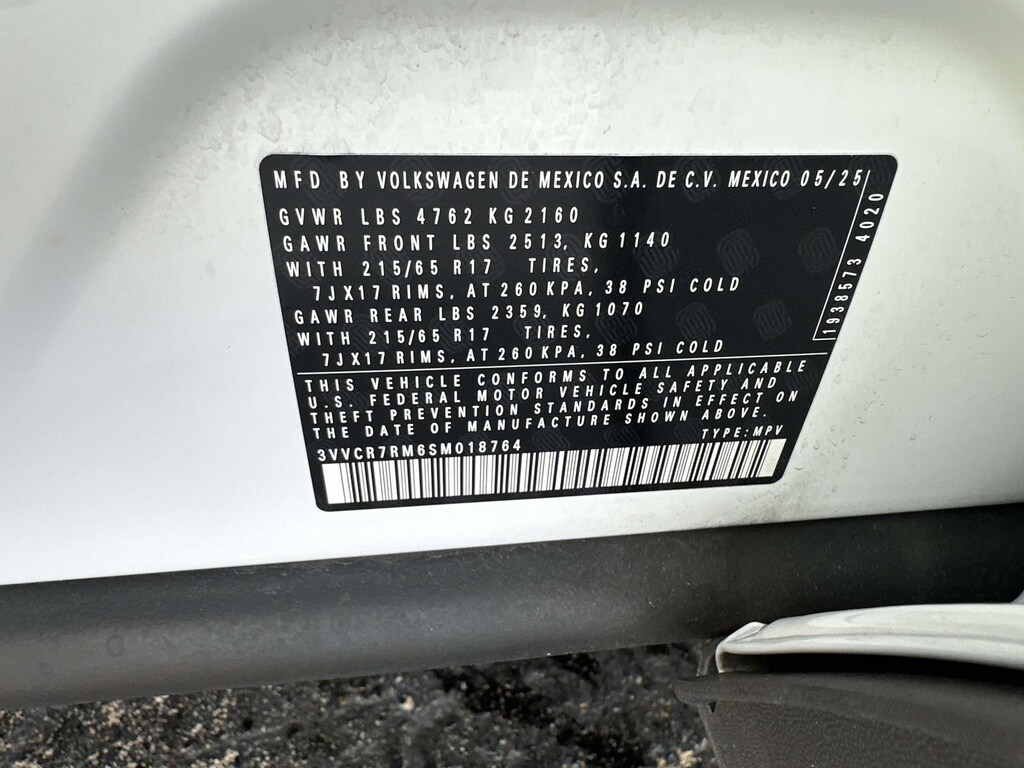 MFD BY VOLKSWAGEN DE MEXICO S.A. DE C.V. MEXICO 05/25
GVWR LBS 4762 KG 2160
GAWR FRONT LBS 2513, KG 1140
WITH 215/65 R17 TIRES,
7JX17 RIMS, AT 260 KPA, 38 PSI COLD
GAWR REAR LBS 2359, KG 1070
WITH 215/65 R17 TIRES,
7JX17 RIMS, AT 260 KPA, 38 PSI COLD
1938573 4020
THIS VEHICLE CONFORMS TO ALL APPLICABLE
U.S. FEDERAL MOTOR VEHICLE SAFETY AND
THEFT PREVENTION STANDARDS IN EFFECT ON
THE DATE OF MANUFACTURE SHOWN ABOVE.
3VVCR7RM6SM018764 TYPE: MPV